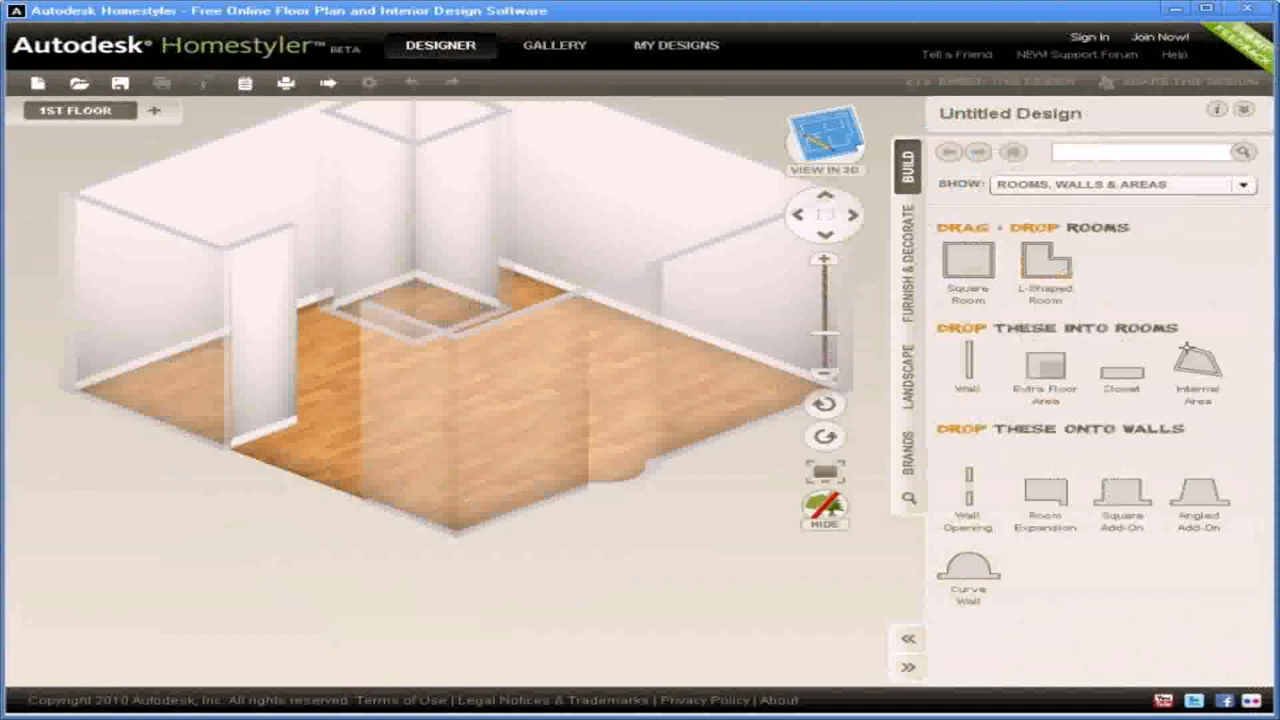 Autodesk Homestyler - Free Online Floor Plan and Interior Design Software
Autodesk® Homestyler™ BETA
DESIGNER
GALLERY
MY DESIGNS
Sign In
Join Now!
Tell a Friend
NEW! Support Forum
Help
1ST FLOOR
VIEW IN 2D
HIDE
BUILD
FURNISH & DECORATE
LANDSCAPE
BRANDS
Untitled Design
SHOW: ROOMS, WALLS & AREAS
DRAG & DROP ROOMS
Square Room
L-Shaped Room
DROP THESE INTO ROOMS
Wall
Extra Floor Area
Closet
Internal Area
DROP THESE ONTO WALLS
Wall Opening
Room Expansion
Square Add-On
Angled Add-On
Curve Wall
Copyright 2010 Autodesk, Inc. All rights reserved. Terms of Use | Legal Notices & Trademarks | Privacy Policy | About